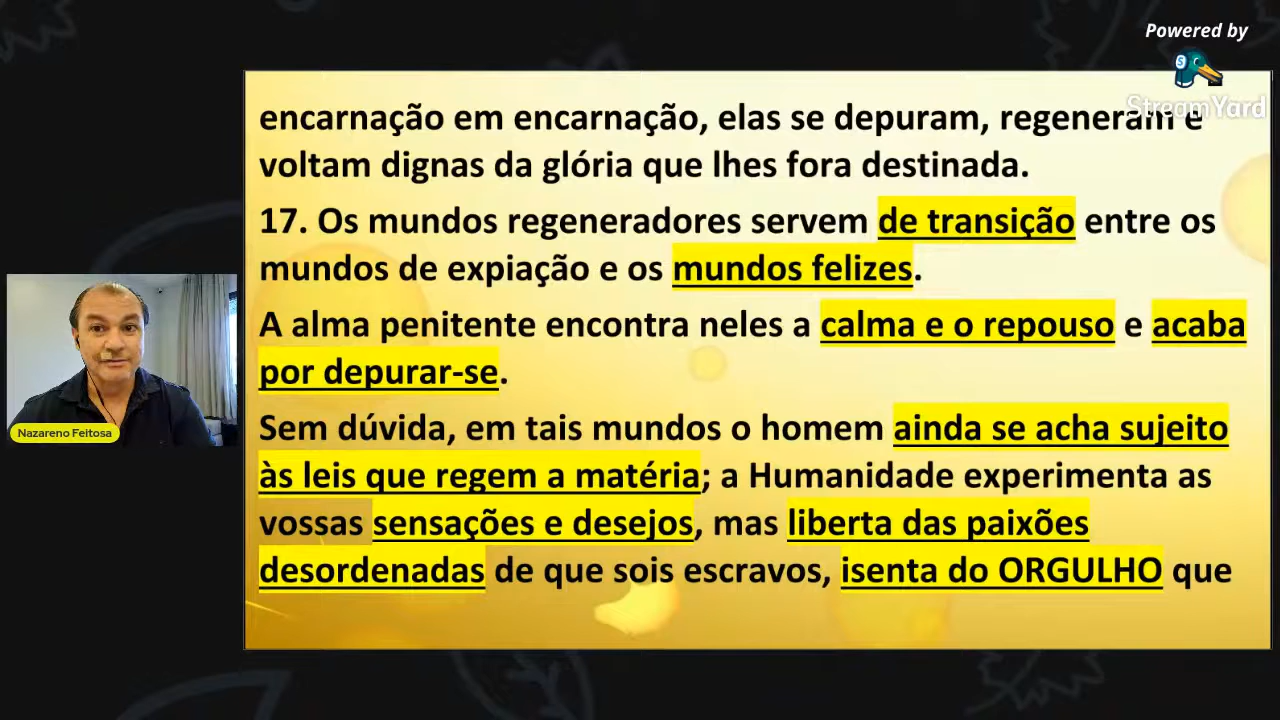 Powered by
StreamYard
encarnação em encarnação, elas se depuram, regeneram e
voltam dignas da glória que lhes fora destinada.
17. Os mundos regeneradores servem de transição entre os
mundos de expiação e os mundos felizes.
A alma penitente encontra neles a calma e o repouso e acaba
por depurar-se.
Sem dúvida, em tais mundos o homem ainda se acha sujeito
às leis que regem a matéria; a Humanidade experimenta as
vossas sensações e desejos, mas liberta das paixões
desordenadas de que sois escravos, isenta do ORGULHO que
Nazareno Feitosa